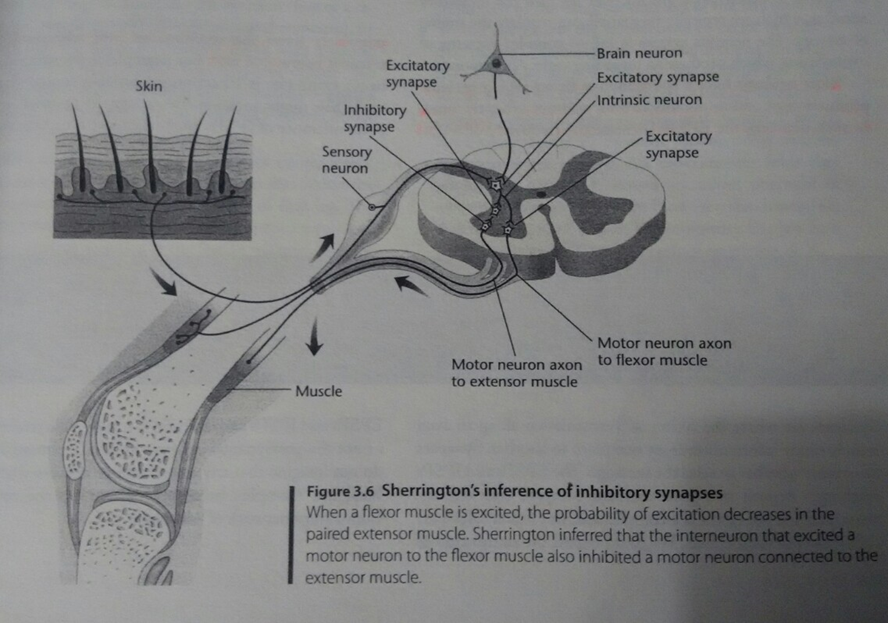 Skin
Excitatory
synapse
Inhibitory
synapse
Sensory
neuron
Brain neuron
Excitatory synapse
Intrinsic neuron
Excitatory
synapse
Motor neuron axon
to flexor muscle
Motor neuron axon
to extensor muscle
Muscle
Figure 3.6 Sherrington's inference of inhibitory synapses
When a flexor muscle is excited, the probability of excitation decreases in the
paired extensor muscle. Sherrington inferred that the interneuron that excited a
motor neuron to the flexor muscle also inhibited a motor neuron connected to the
extensor muscle.